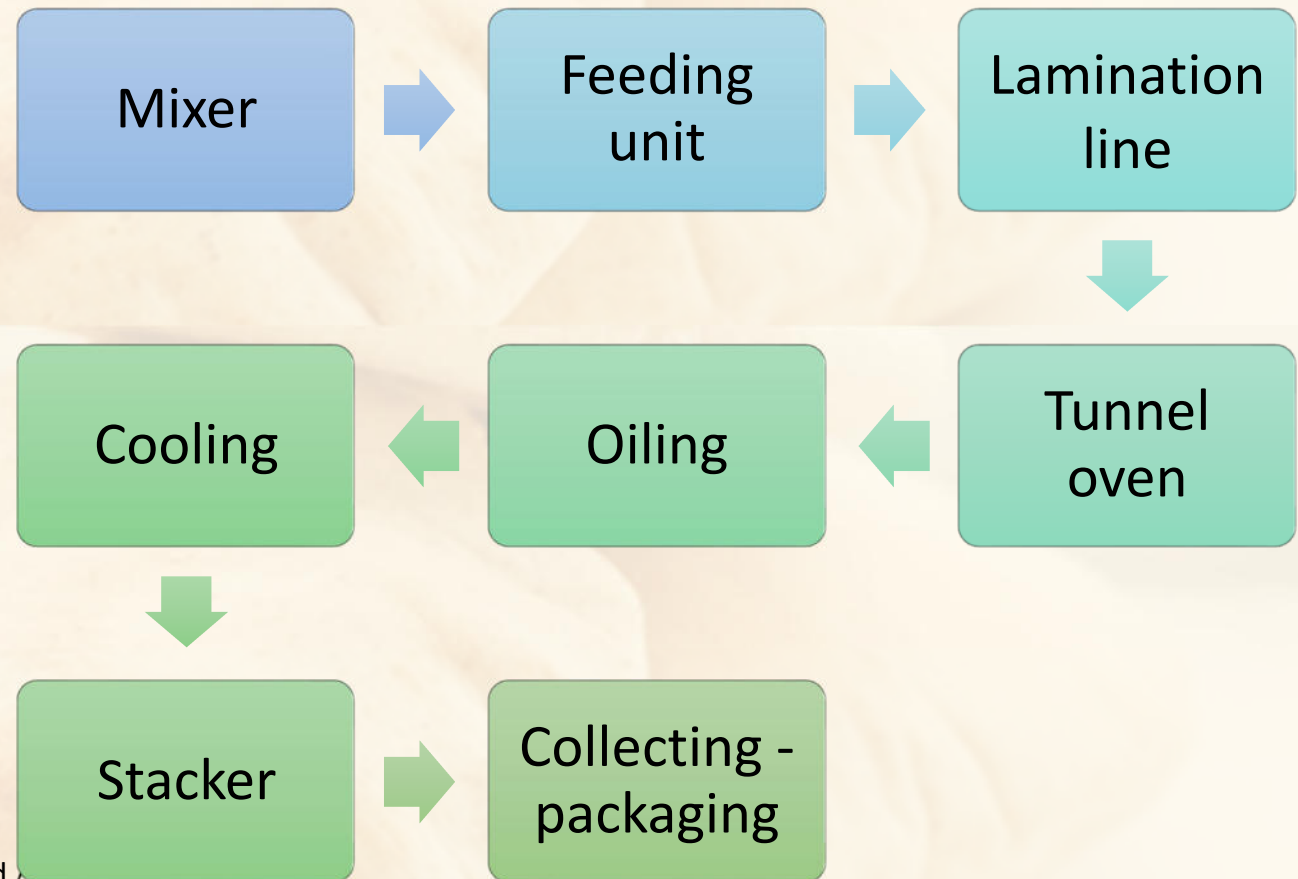 Mixer
Feeding
unit
Lamination
line
Tunnel
oven
Oiling
Cooling
Stacker
Collecting -
packaging